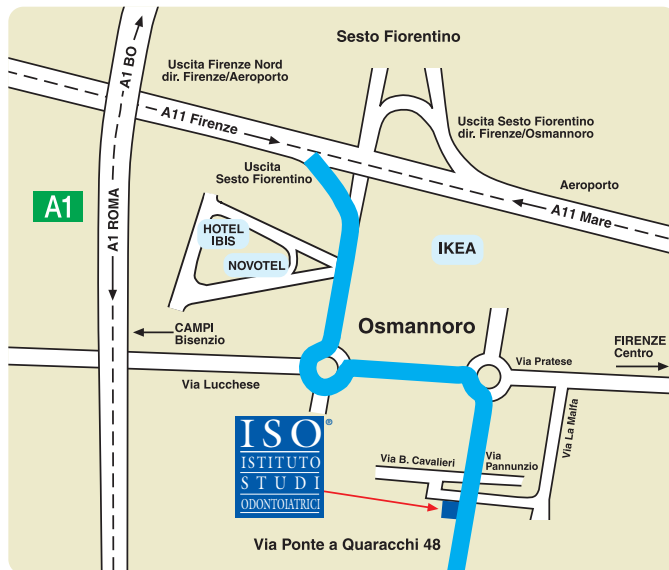 Sesto Fiorentino
A1 BO
Uscita Firenze Nord
dir. Firenze/Aeroporto
A11 Firenze
Uscita Sesto Fiorentino
dir. Firenze/Osmannoro
Uscita
Sesto Fiorentino
Aeroporto
A11 Mare
A1
A1 ROMA
HOTEL
IBIS
NOVOTEL
IKEA
CAMPI
Bisenzio
Osmannoro
FIRENZE
Centro
Via Pratese
Via Lucchese
Via La Malfa
ISO®
ISTITUTO
STUDI
ODONTOIATRICI
Via B. Cavalieri
Via
Pannunzio
Via Ponte a Quaracchi 48